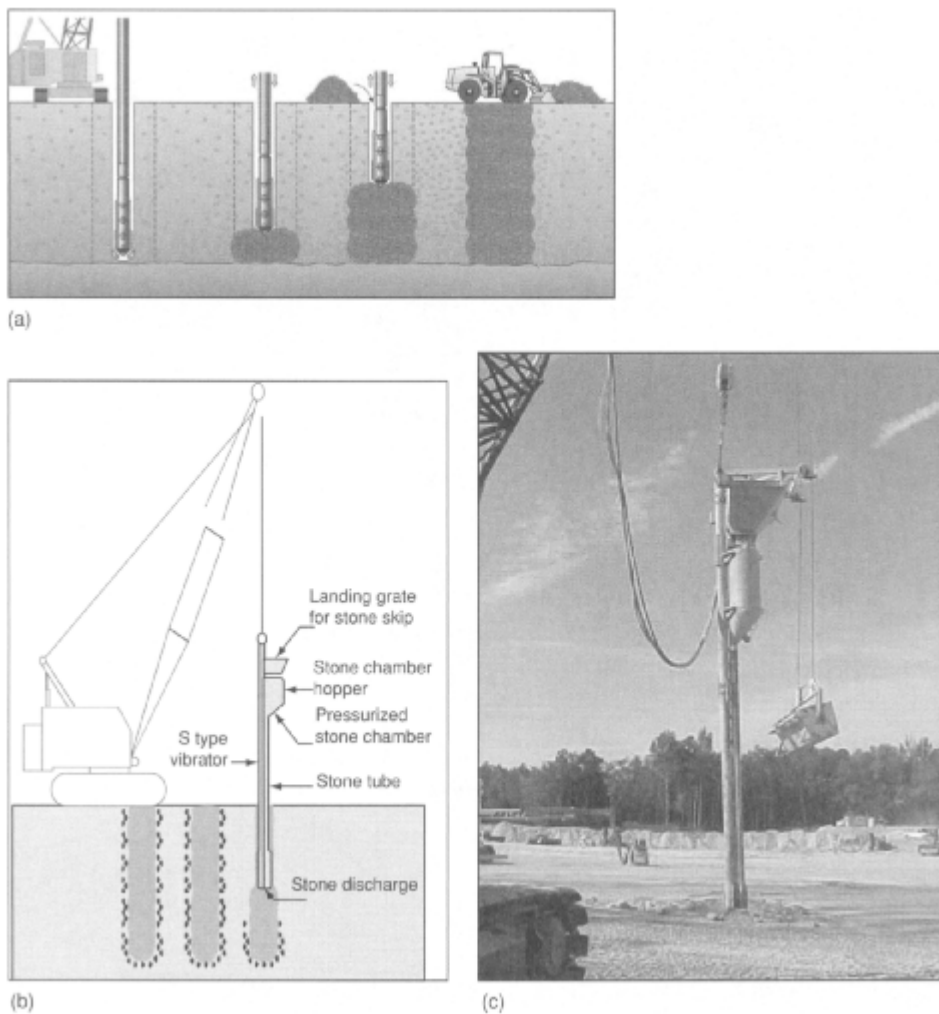 (a)
Landing grate
for stone skip
Stone chamber
hopper
Pressurized
stone chamber
S type
vibrator
Stone tube
Stone discharge
(b)
(c)